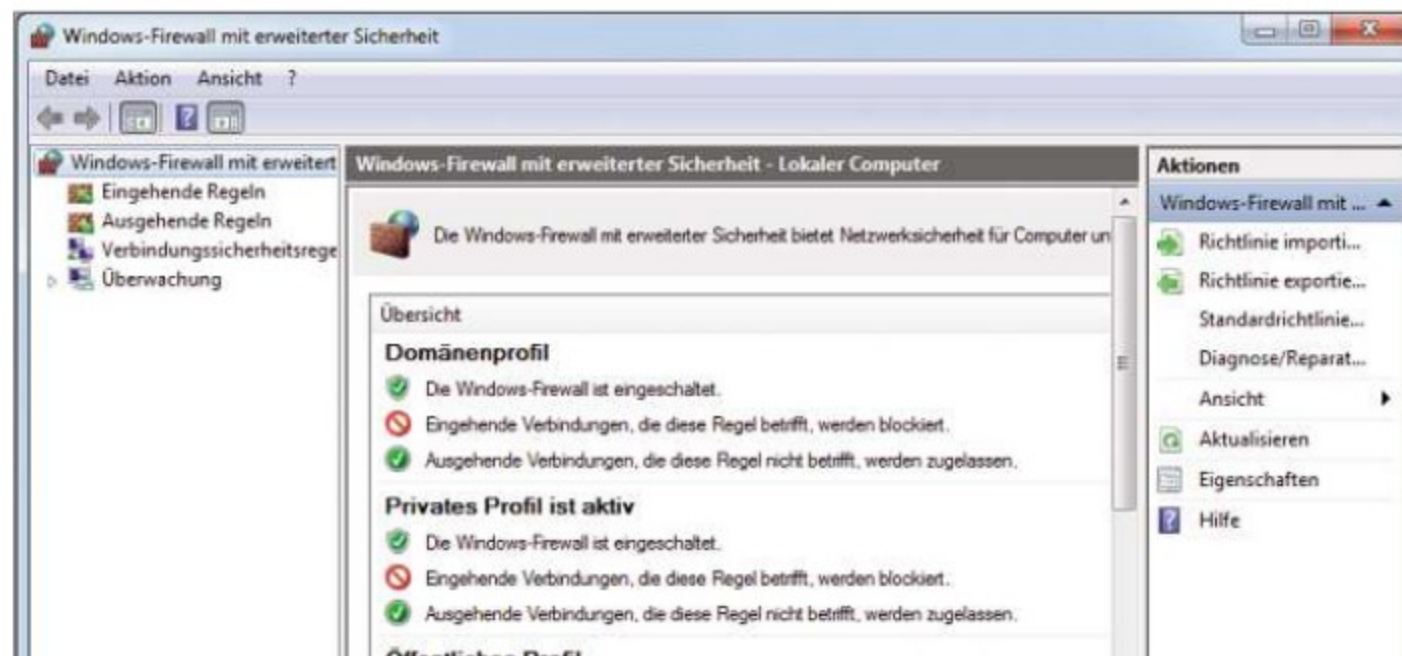 Windows-Firewall mit erweiterter Sicherheit
Datei Aktion Ansicht ?
Windows-Firewall mit erweitert
Eingehende Regeln
Ausgehende Regeln
Verbindungssicherheitsrege
Überwachung
Windows-Firewall mit erweiterter Sicherheit - Lokaler Computer
Die Windows-Firewall mit erweiterter Sicherheit bietet Netzwerksicherheit für Computer un
Übersicht
Domänenprofil
Die Windows-Firewall ist eingeschaltet.
Eingehende Verbindungen, die diese Regel betrifft, werden blockiert.
Ausgehende Verbindungen, die diese Regel nicht betrifft, werden zugelassen.
Privates Profil ist aktiv
Die Windows-Firewall ist eingeschaltet.
Eingehende Verbindungen, die diese Regel betrifft, werden blockiert.
Ausgehende Verbindungen, die diese Regel nicht betrifft, werden zugelassen.
Öffentliches Profil
Aktionen
Windows-Firewall mit ...
Richtlinie importi...
Richtlinie exportie...
Standardrichtlinie...
Diagnose/Reparat...
Ansicht
Aktualisieren
Eigenschaften
Hilfe